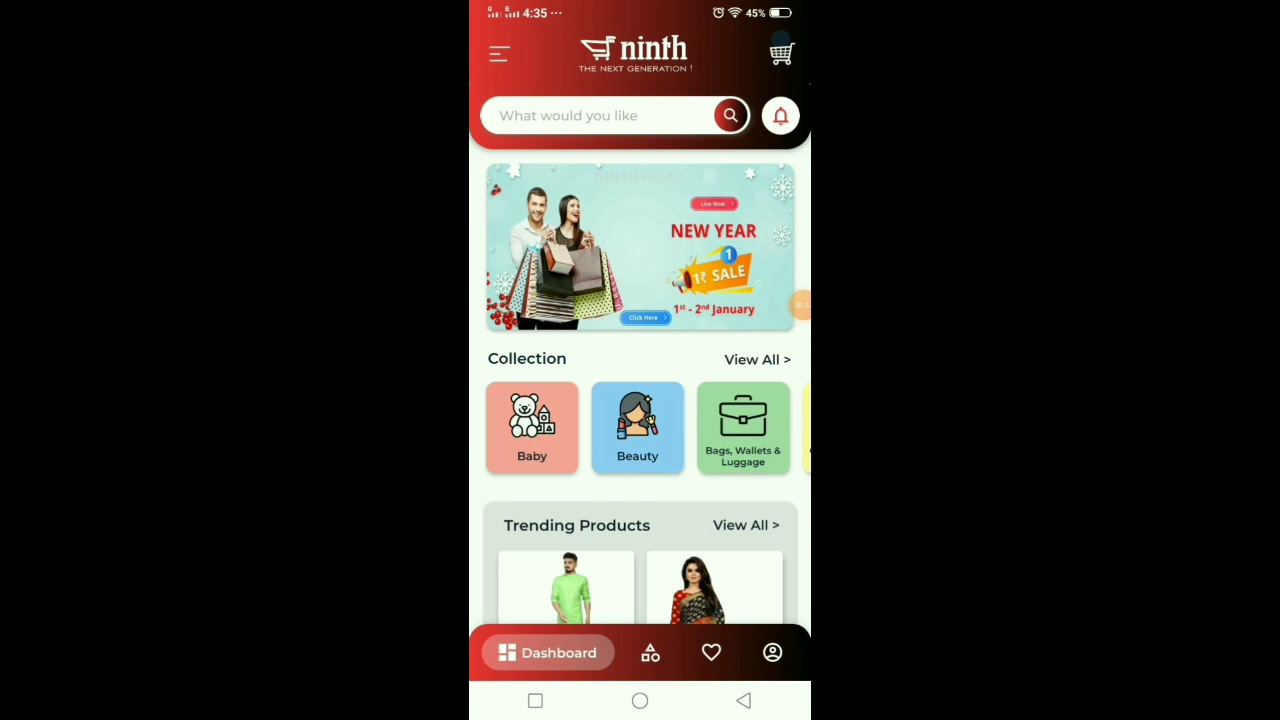 G E 4:35 ... 45%
ninth
THE NEXT GENERATION !
What would you like
NINTH RETAIL
Live Now >
NEW YEAR
1
1₹ SALE
1st - 2nd January
Click Here >
Collection View All >
Baby
Beauty
Bags, Wallets &
Luggage
Trending Products View All >
Dashboard